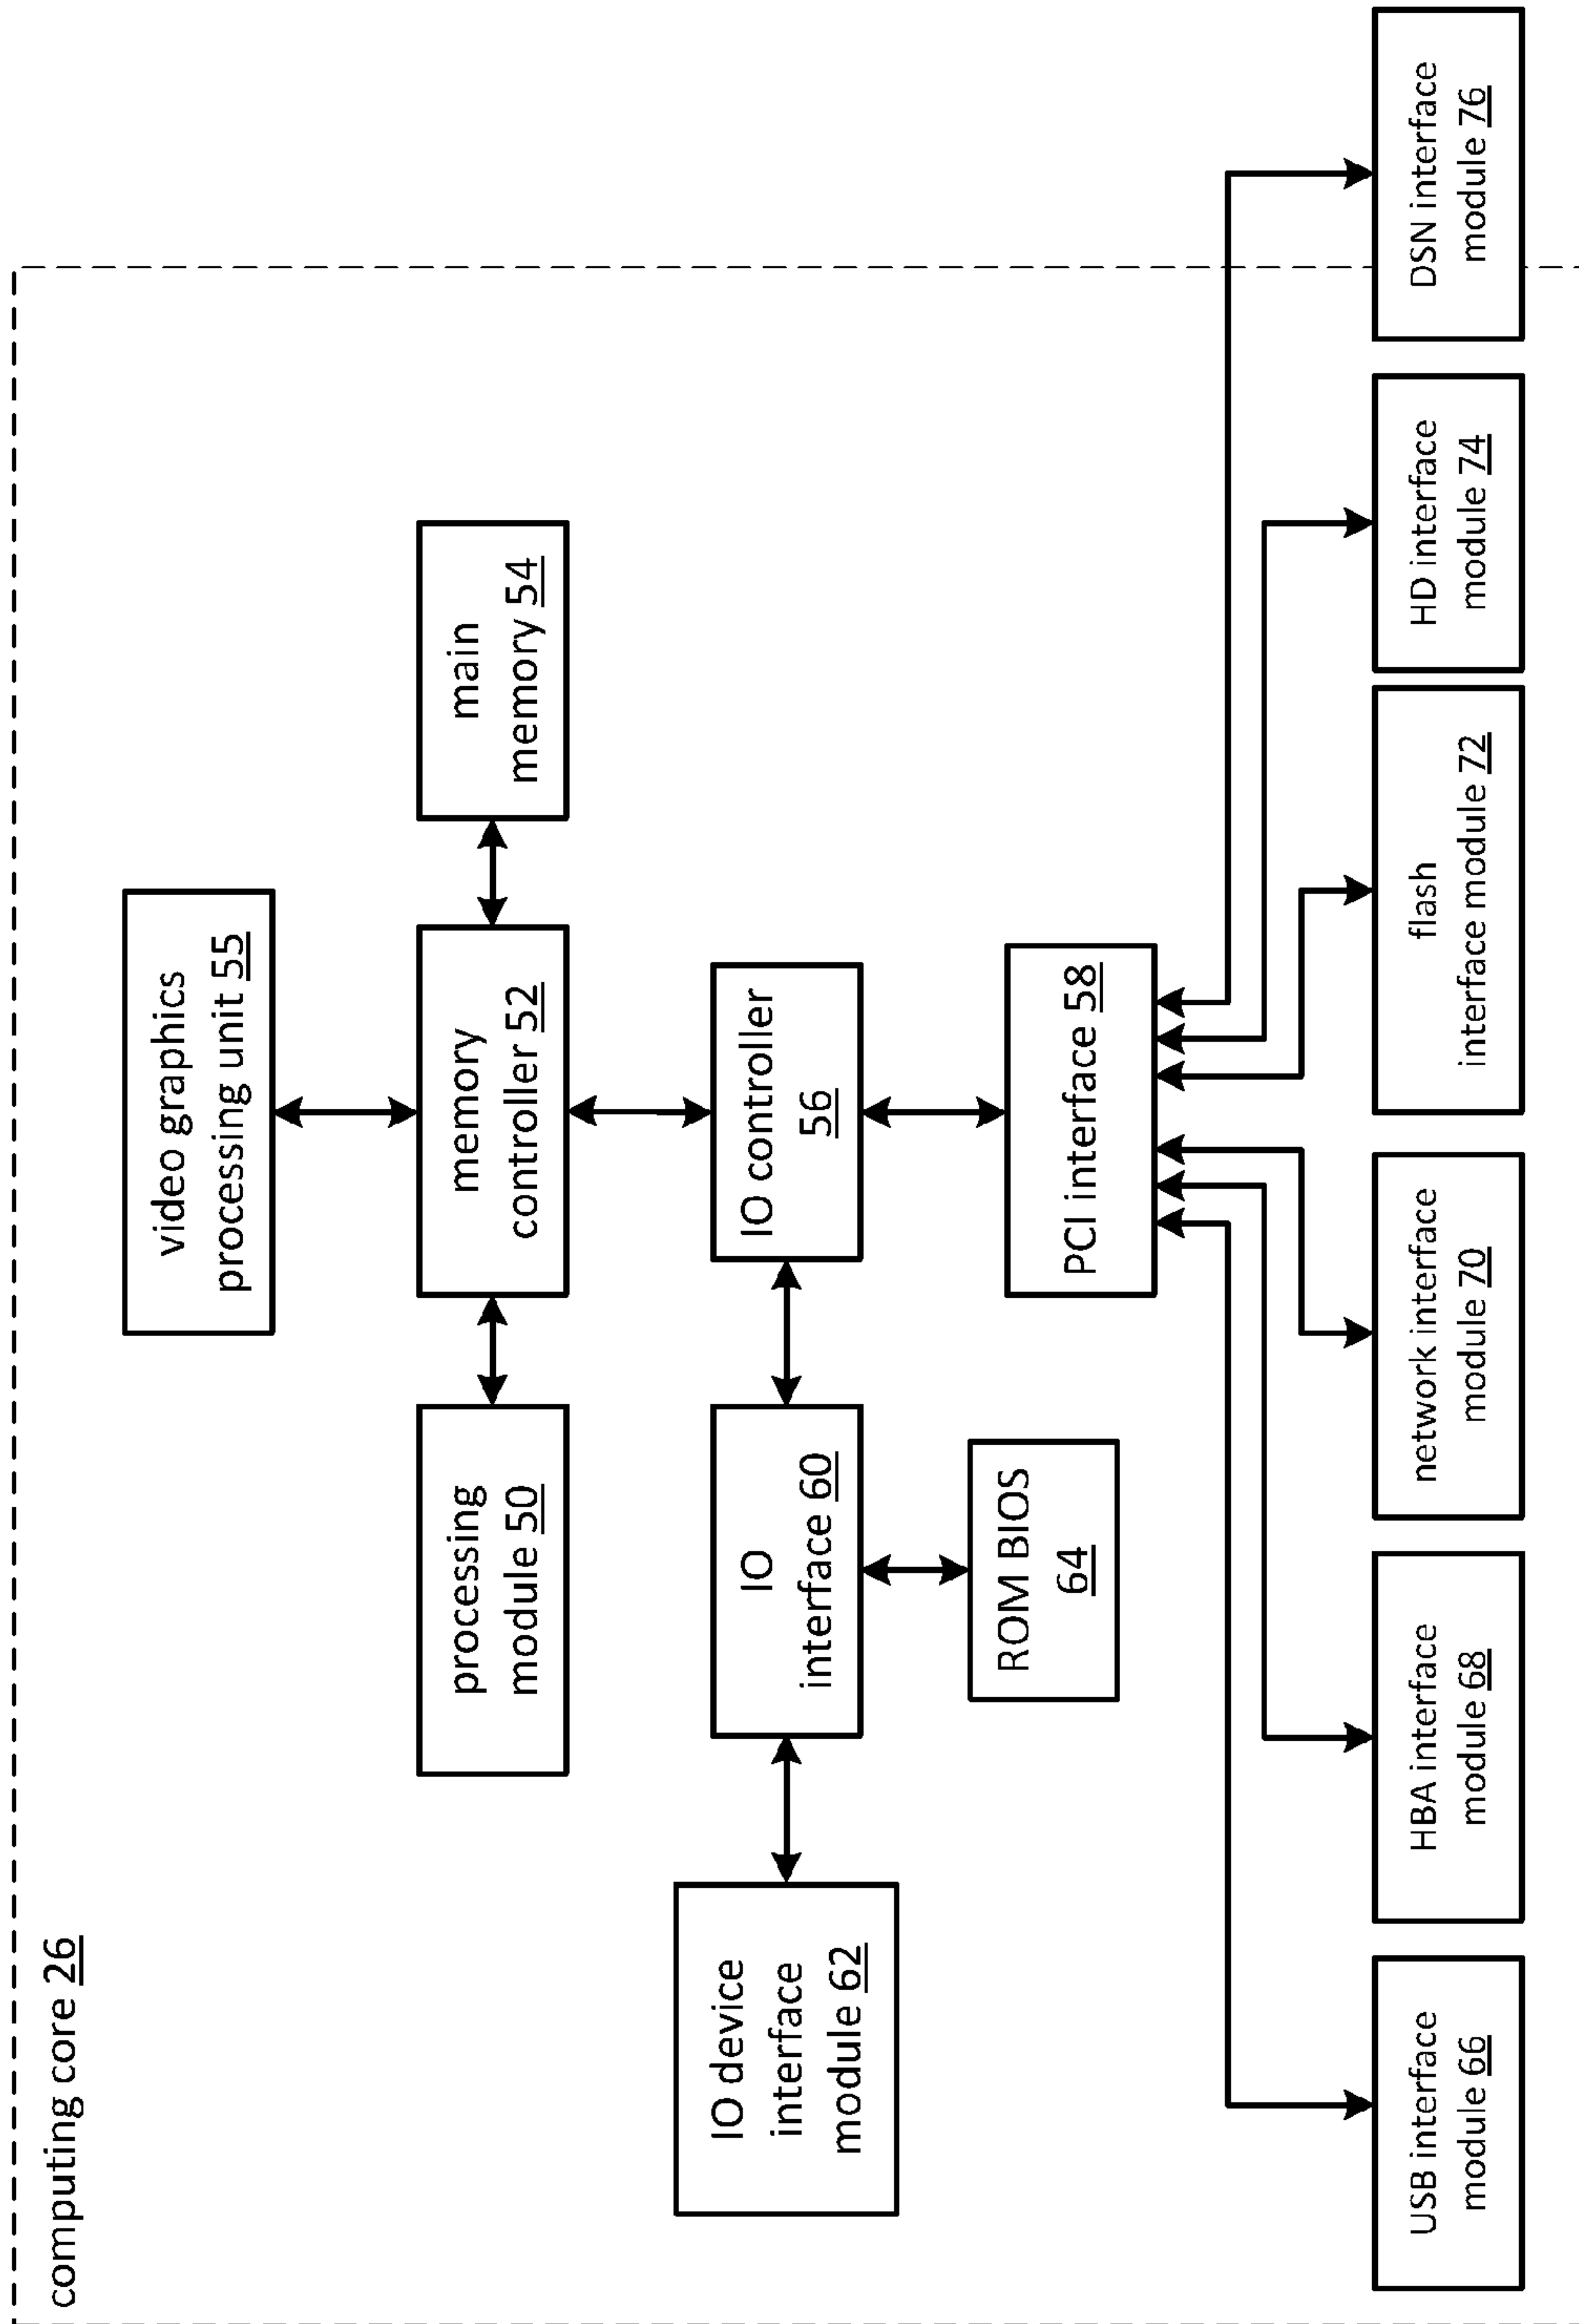 computing core 26
video graphics
processing unit 55
processing
module 50
memory
controller 52
main
memory 54
IO device
interface
module 62
IO
interface 60
IO controller
56
ROM BIOS
64
PCI interface 58
USB interface
module 66
HBA interface
module 68
network interface
module 70
flash
interface module 72
HD interface
module 74
DSN interface
module 76